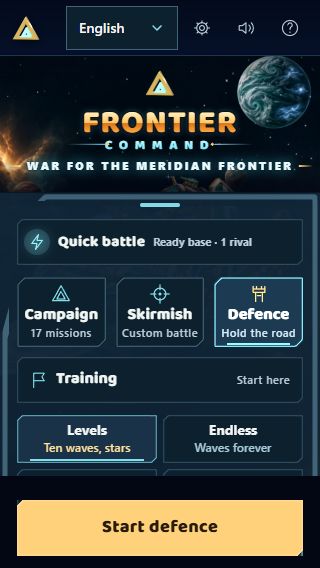 English
FRONTIER
COMMAND
WAR FOR THE MERIDIAN FRONTIER
Quick battle Ready base · 1 rival
Campaign
17 missions
Skirmish
Custom battle
Defence
Hold the road
Training Start here
Levels
Ten waves, stars
Endless
Waves forever
Start defence